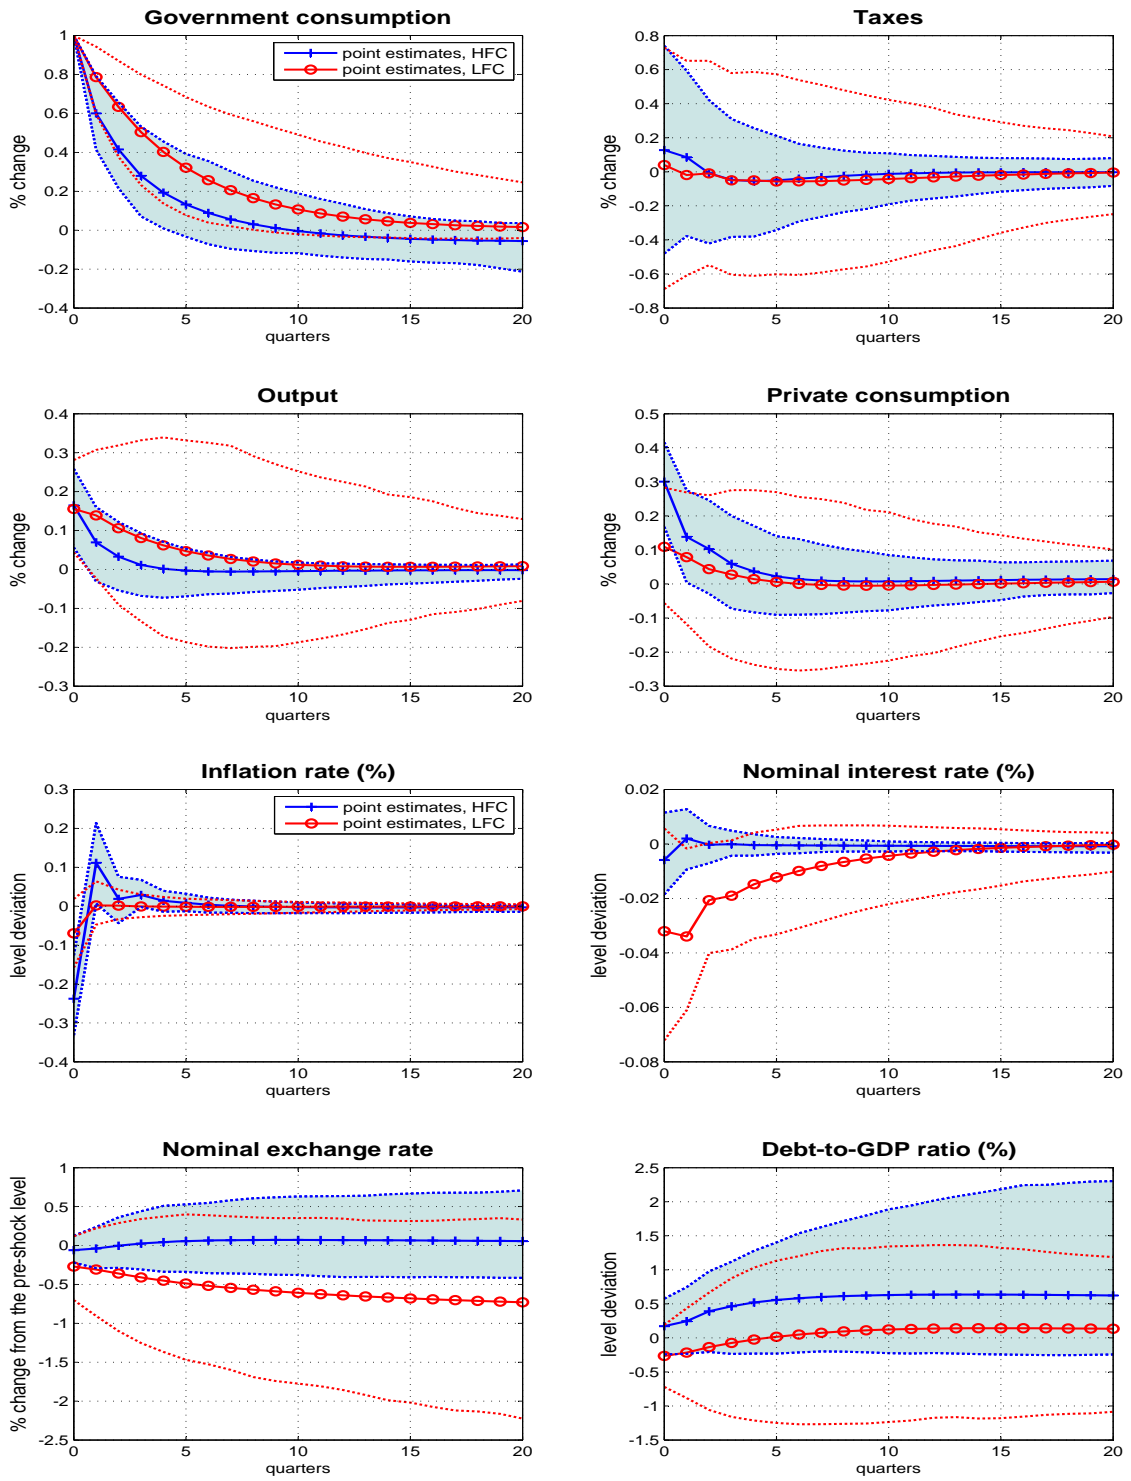 Government consumption
1
0.8
0.6
0.4
0.2
0
-0.2
-0.4
% change
point estimates, HFC
point estimates, LFC
0 5 10 15 20
quarters
Taxes
0.8
0.6
0.4
0.2
0
-0.2
-0.4
-0.6
-0.8
% change
0 5 10 15 20
quarters
Output
0.4
0.3
0.2
0.1
0
-0.1
-0.2
-0.3
% change
0 5 10 15 20
quarters
Private consumption
0.5
0.4
0.3
0.2
0.1
0
-0.1
-0.2
-0.3
% change
0 5 10 15 20
quarters
Inflation rate (%)
0.3
0.2
0.1
0
-0.1
-0.2
-0.3
-0.4
level deviation
point estimates, HFC
point estimates, LFC
0 5 10 15 20
quarters
Nominal interest rate (%)
0.02
0
-0.02
-0.04
-0.06
-0.08
level deviation
0 5 10 15 20
quarters
Nominal exchange rate
1
0.5
0
-0.5
-1
-1.5
-2
-2.5
% change from the pre-shock level
0 5 10 15 20
quarters
Debt-to-GDP ratio (%)
2.5
2
1.5
1
0.5
0
-0.5
-1
-1.5
level deviation
0 5 10 15 20
quarters